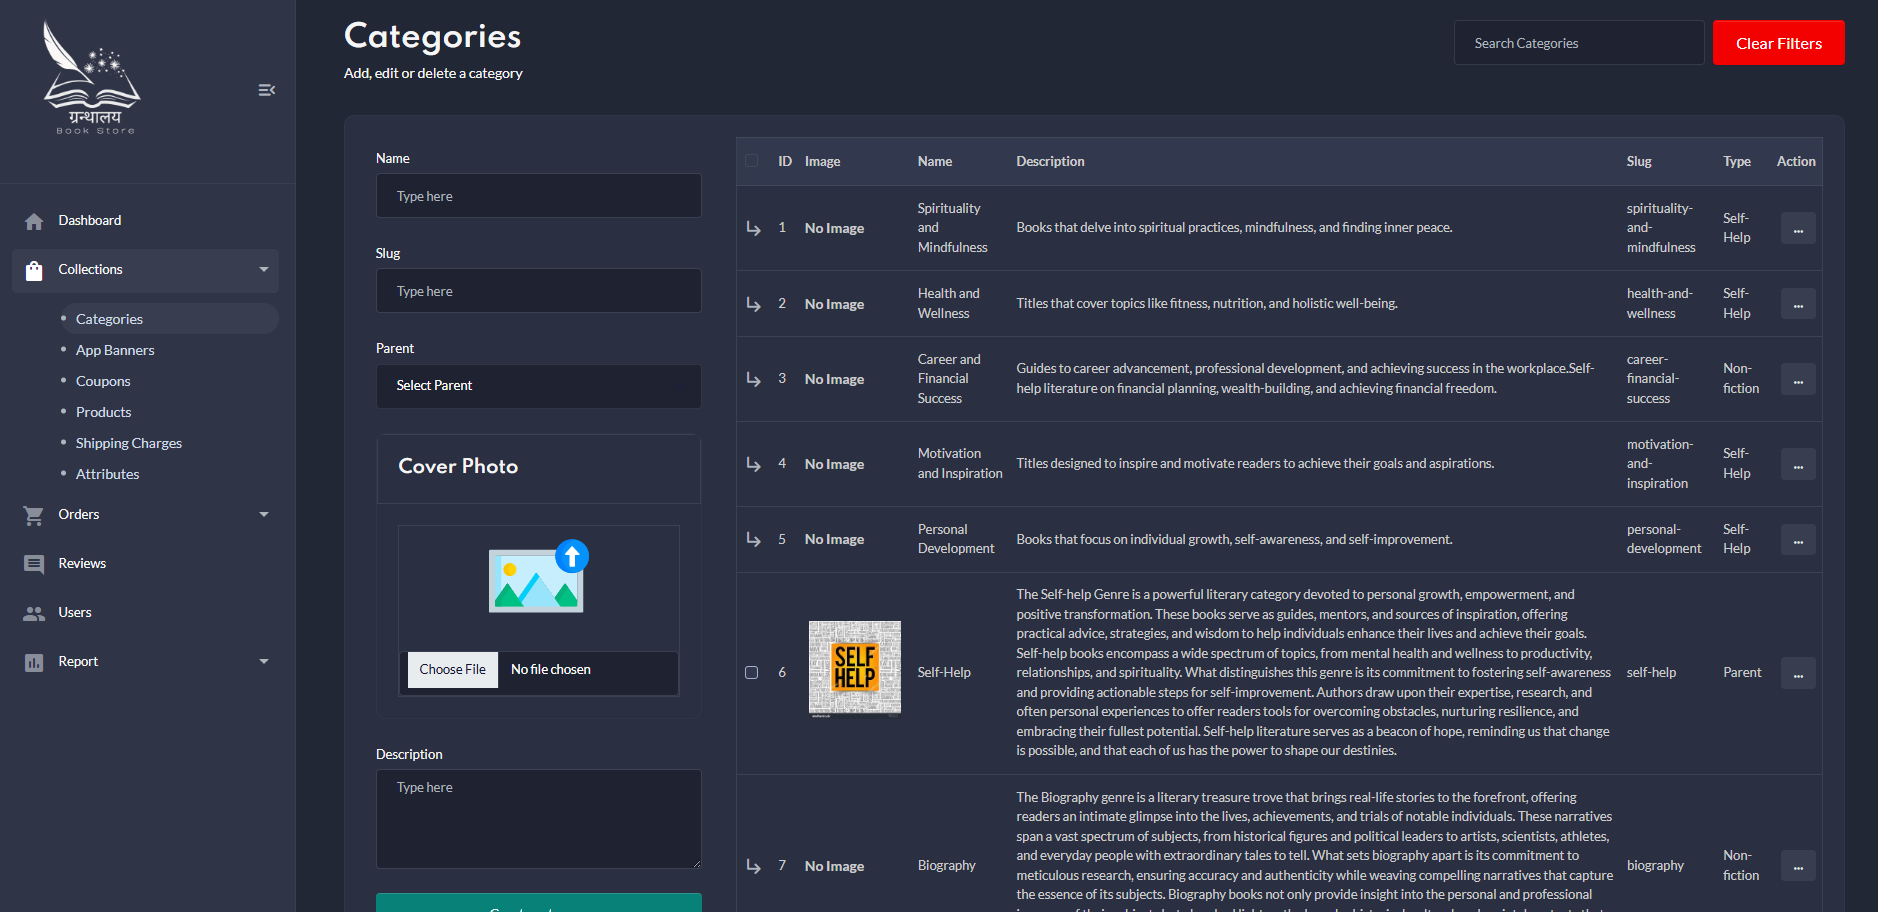 ग्रन्थालय
Book Store
Dashboard
Collections
Categories
App Banners
Coupons
Products
Shipping Charges
Attributes
Orders
Reviews
Users
Report
Categories
Add, edit or delete a category
Search Categories
Clear Filters
Name
Type here
Slug
Type here
Parent
Select Parent
Cover Photo
Choose File No file chosen
Description
Type here
ID Image Name Description Slug Type Action
1 No Image
Spirituality
and
Mindfulness
Books that delve into spiritual practices, mindfulness, and finding inner peace.
spirituality-
and-
mindfulness
Self-
Help
...
2 No Image
Health and
Wellness
Titles that cover topics like fitness, nutrition, and holistic well-being.
health-and-
wellness
Self-
Help
...
3 No Image
Career and
Financial
Success
Guides to career advancement, professional development, and achieving success in the workplace.Self-
help literature on financial planning, wealth-building, and achieving financial freedom.
career-
financial-
success
Non-
fiction
...
4 No Image
Motivation
and Inspiration
Titles designed to inspire and motivate readers to achieve their goals and aspirations.
motivation-
and-
inspiration
Self-
Help
...
5 No Image
Personal
Development
Books that focus on individual growth, self-awareness, and self-improvement.
personal-
development
Self-
Help
...
6
SELF
HELP
Self-Help
The Self-help Genre is a powerful literary category devoted to personal growth, empowerment, and
positive transformation. These books serve as guides, mentors, and sources of inspiration, offering
practical advice, strategies, and wisdom to help individuals enhance their lives and achieve their goals.
Self-help books encompass a wide spectrum of topics, from mental health and wellness to productivity,
relationships, and spirituality. What distinguishes this genre is its commitment to fostering self-awareness
and providing actionable steps for self-improvement. Authors draw upon their expertise, research, and
often personal experiences to offer readers tools for overcoming obstacles, nurturing resilience, and
embracing their fullest potential. Self-help literature serves as a beacon of hope, reminding us that change
is possible, and that each of us has the power to shape our destinies.
self-help
Parent
...
7 No Image
Biography
The Biography genre is a literary treasure trove that brings real-life stories to the forefront, offering
readers an intimate glimpse into the lives, achievements, and trials of notable individuals. These narratives
span a vast spectrum of subjects, from historical figures and political leaders to artists, scientists, athletes,
and everyday people with extraordinary tales to tell. What sets biography apart is its commitment to
meticulous research, ensuring accuracy and authenticity while weaving compelling narratives that capture
the essence of its subjects. Biography books not only provide insight into the personal and professional
biography
Non-
fiction
...